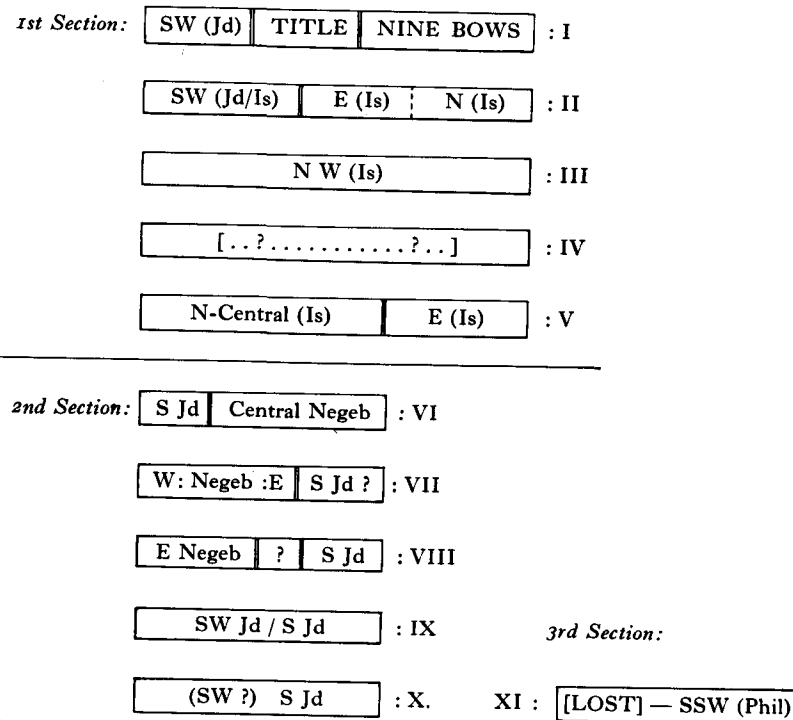 1st Section: SW (Jd) TITLE NINE BOWS : I
SW (Jd/Is) E (Is) N (Is) : II
N W (Is) : III
[..?...........?..] : IV
N-Central (Is) E (Is) : V
2nd Section: S Jd Central Negeb : VI
W: Negeb :E S Jd ? : VII
E Negeb ? S Jd : VIII
SW Jd / S Jd : IX 3rd Section:
(SW ?) S Jd : X. XI : [LOST] — SSW (Phil)